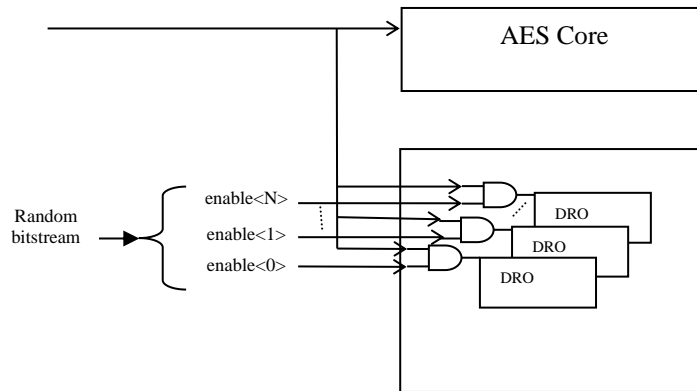 AES Core
enable<N>
DRO
Random
bitstream
enable<1>
DRO
enable<0>
DRO